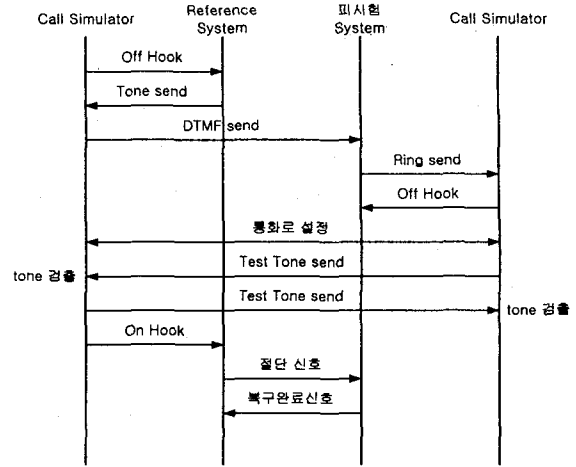 Call Simulator
Reference
System
피시험
System
Call Simulator
Off Hook
Tone send
DTMF send
Ring send
Off Hook
통화로 설정
Test Tone send
tone 검출
Test Tone send
tone 검출
On Hook
절단 신호
복구완료신호